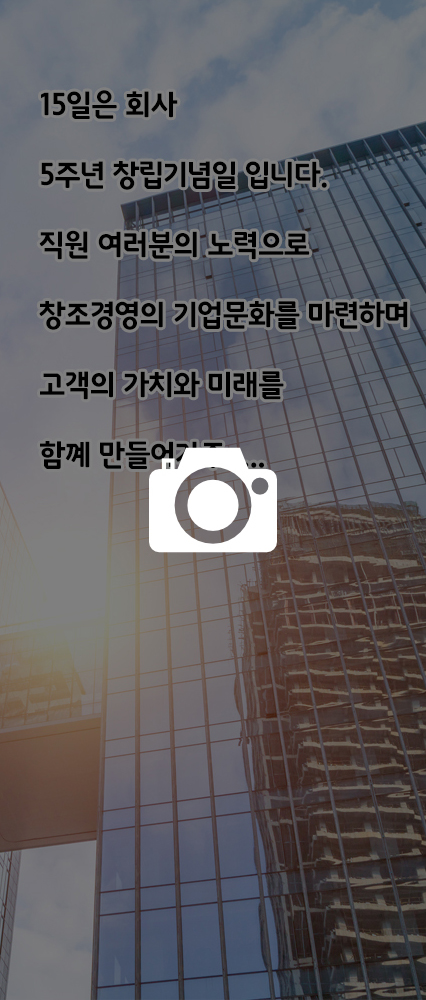 15일은 회사
5주년 창립기념일 입니다.
직원 여러분의 노력으로
창조경영의 기업문화를 마련하며
고객의 가치와 미래를
함꼐 만들어